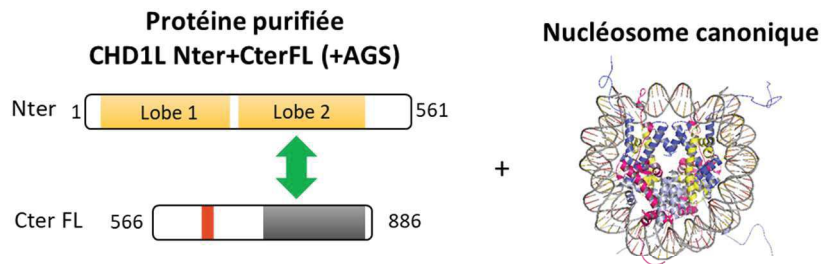 Protéine purifiée
CHD1L Nter+CterFL (+AGS)
Nucléosome canonique
Nter 1 Lobe 1 Lobe 2 561
+
Cter FL 566 886